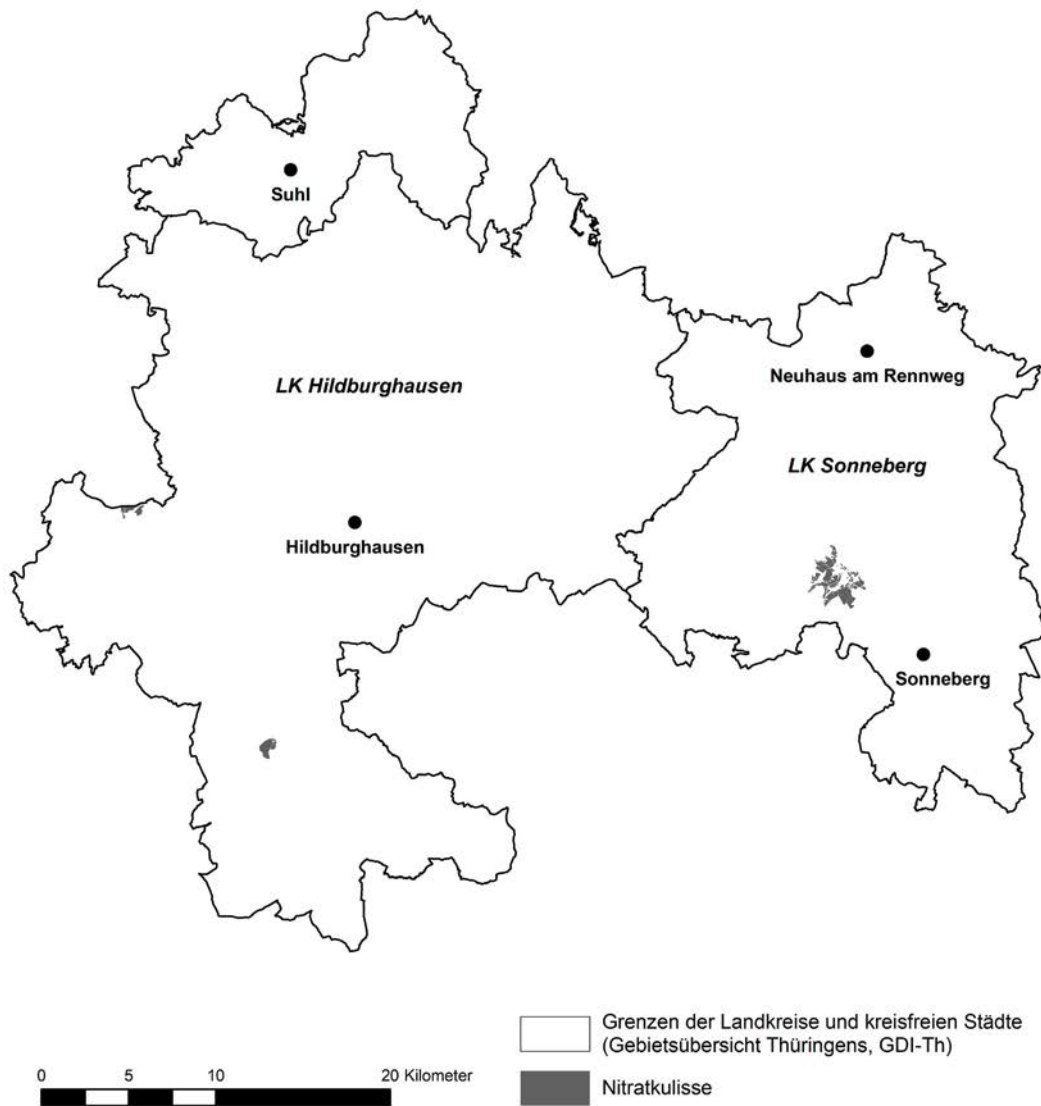 Suhl
LK Hildburghausen
Neuhaus am Rennweg
LK Sonneberg
Hildburghausen
Sonneberg
Grenzen der Landkreise und kreisfreien Städte
(Gebietsübersicht Thüringens, GDI-Th)
0 5 10 20 Kilometer
Nitratkulisse